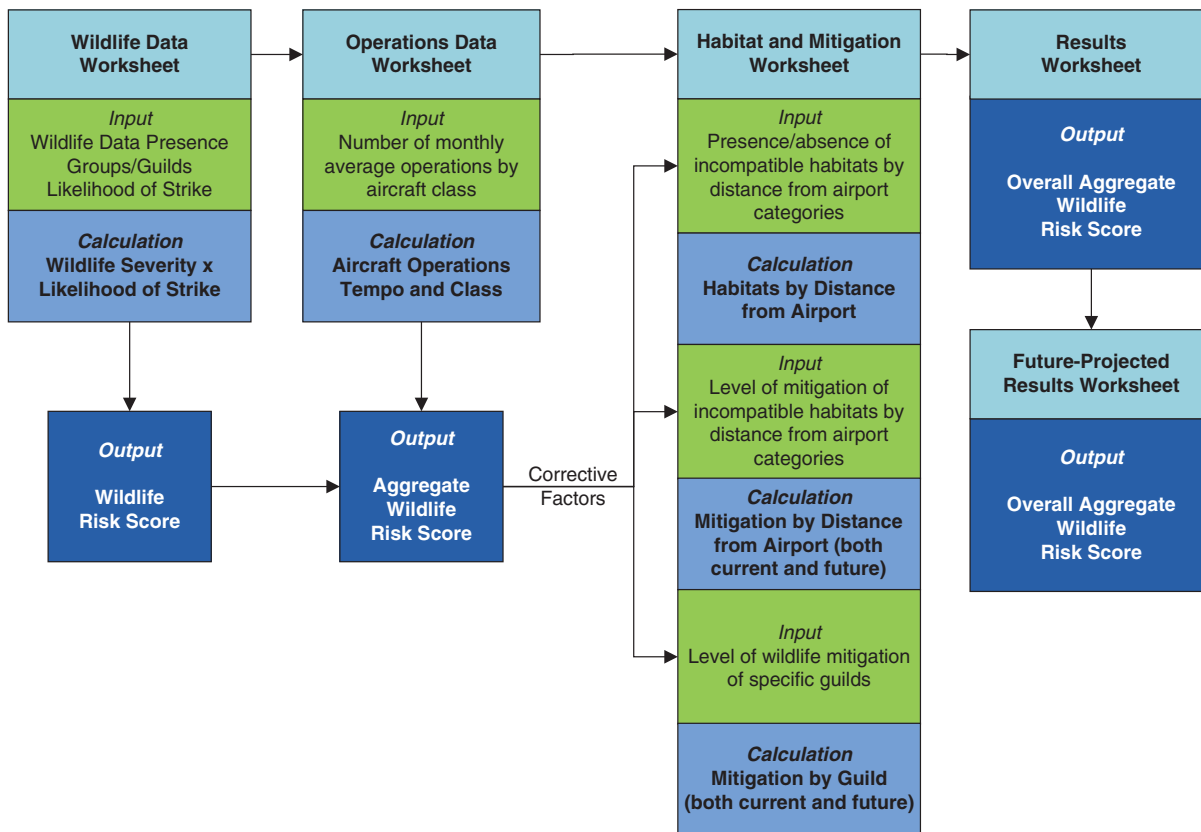 Wildlife Data
Worksheet
Input
Wildlife Data Presence
Groups/Guilds
Likelihood of Strike
Calculation
Wildlife Severity x
Likelihood of Strike
Output
Wildlife
Risk Score
Operations Data
Worksheet
Input
Number of monthly
average operations by
aircraft class
Calculation
Aircraft Operations
Tempo and Class
Output
Aggregate
Wildlife
Risk Score
Corrective
Factors
Habitat and Mitigation
Worksheet
Input
Presence/absence of
incompatible habitats by
distance from airport
categories
Calculation
Habitats by Distance
from Airport
Input
Level of mitigation of
incompatible habitats by
distance from airport
categories
Calculation
Mitigation by Distance
from Airport (both
current and future)
Input
Level of wildlife mitigation
of specific guilds
Calculation
Mitigation by Guild
(both current and future)
Results
Worksheet
Output
Overall Aggregate
Wildlife
Risk Score
Future-Projected
Results Worksheet
Output
Overall Aggregate
Wildlife
Risk Score